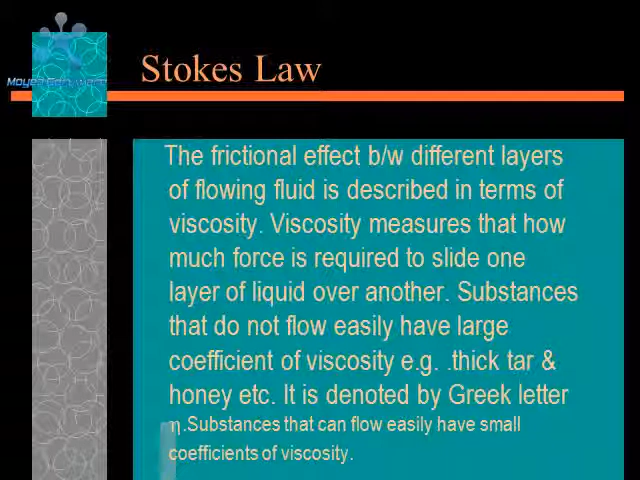 Stokes Law
The frictional effect b/w different layers
of flowing fluid is described in terms of
viscosity. Viscosity measures that how
much force is required to slide one
layer of liquid over another. Substances
that do not flow easily have large
coefficient of viscosity e.g. .thick tar &
honey etc. It is denoted by Greek letter
η.Substances that can flow easily have small
coefficients of viscosity.